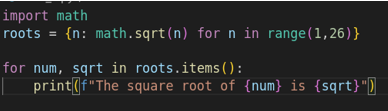 import math
roots = {n: math.sqrt(n) for n in range(1,26)}
for num, sqrt in roots.items():
    print(f"The square root of {num} is {sqrt}")